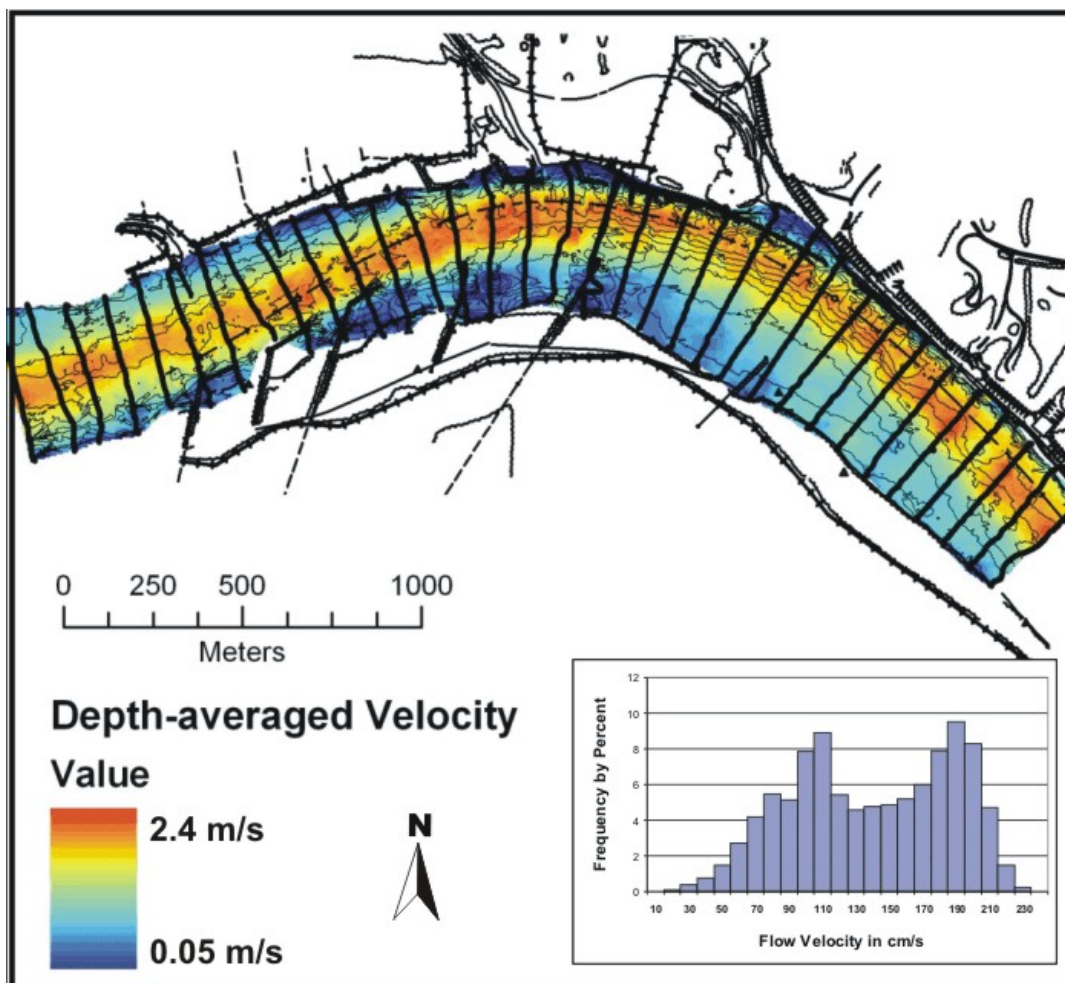 0 250 500 1000
Meters
Depth-averaged Velocity
Value
2.4 m/s
0.05 m/s
N
12
10
8
6
4
2
0
Frequency by Percent
10 30 50 70 90 110 130 150 170 190 210 230
Flow Velocity in cm/s